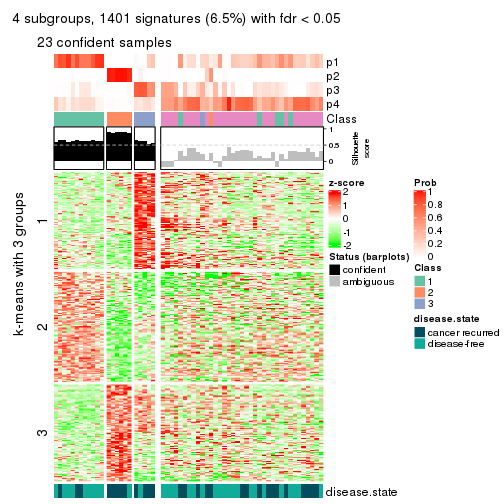 4 subgroups, 1401 signatures (6.5%) with fdr < 0.05
23 confident samples
p1
p2
p3
p4
Class
1
0.5
0
Silhouette
score
k-means with 3 groups
1
2
3
z-score
2
1
0
-1
-2
Status (barplots)
confident
ambiguous
Prob
1
0.8
0.6
0.4
0.2
0
Class
1
2
3
disease.state
cancer recurred
disease-free
disease.state